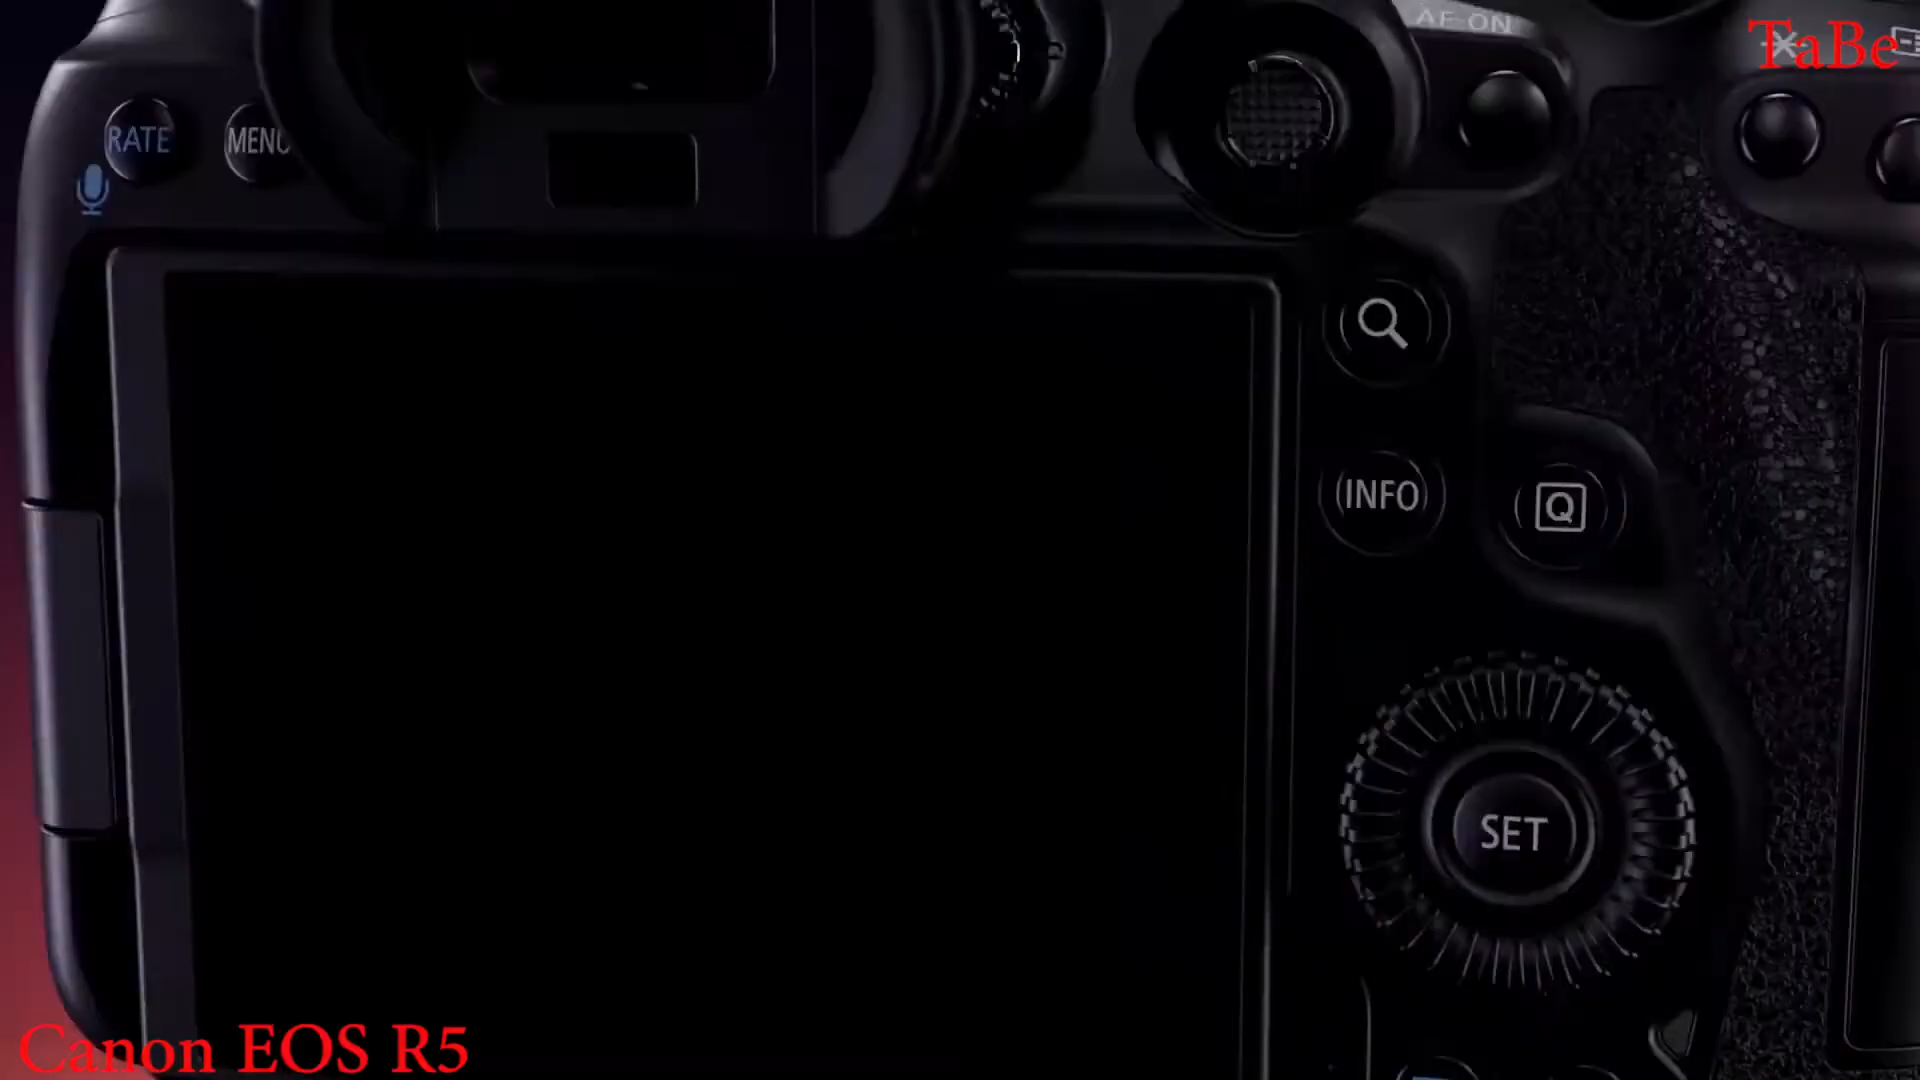 AF-ON
TaBe
RATE
MENU
INFO
Q
SET
Canon EOS R5